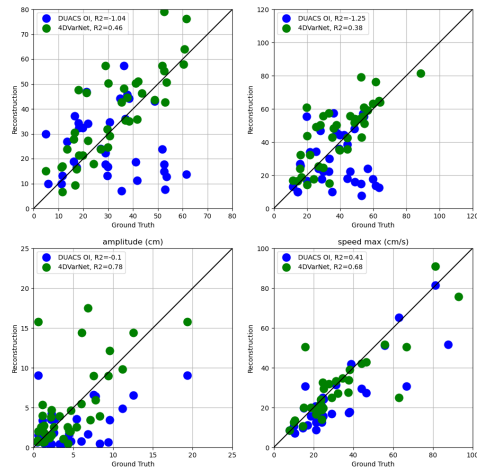 DUACS OI, R2=-1.04
4DVarNet, R2=0.46
Reconstruction
80
70
60
50
40
30
20
10
0
0 10 20 30 40 50 60 70 80
Ground Truth
DUACS OI, R2=-1.25
4DVarNet, R2=0.38
Reconstruction
120
100
80
60
40
20
0
0 20 40 60 80 100 120
Ground Truth
amplitude (cm)
DUACS OI, R2=-0.1
4DVarNet, R2=0.78
Reconstruction
25
20
15
10
5
0
0 5 10 15 20 25
Ground Truth
speed max (cm/s)
DUACS OI, R2=0.41
4DVarNet, R2=0.68
Reconstruction
100
80
60
40
20
0
0 20 40 60 80 100
Ground Truth